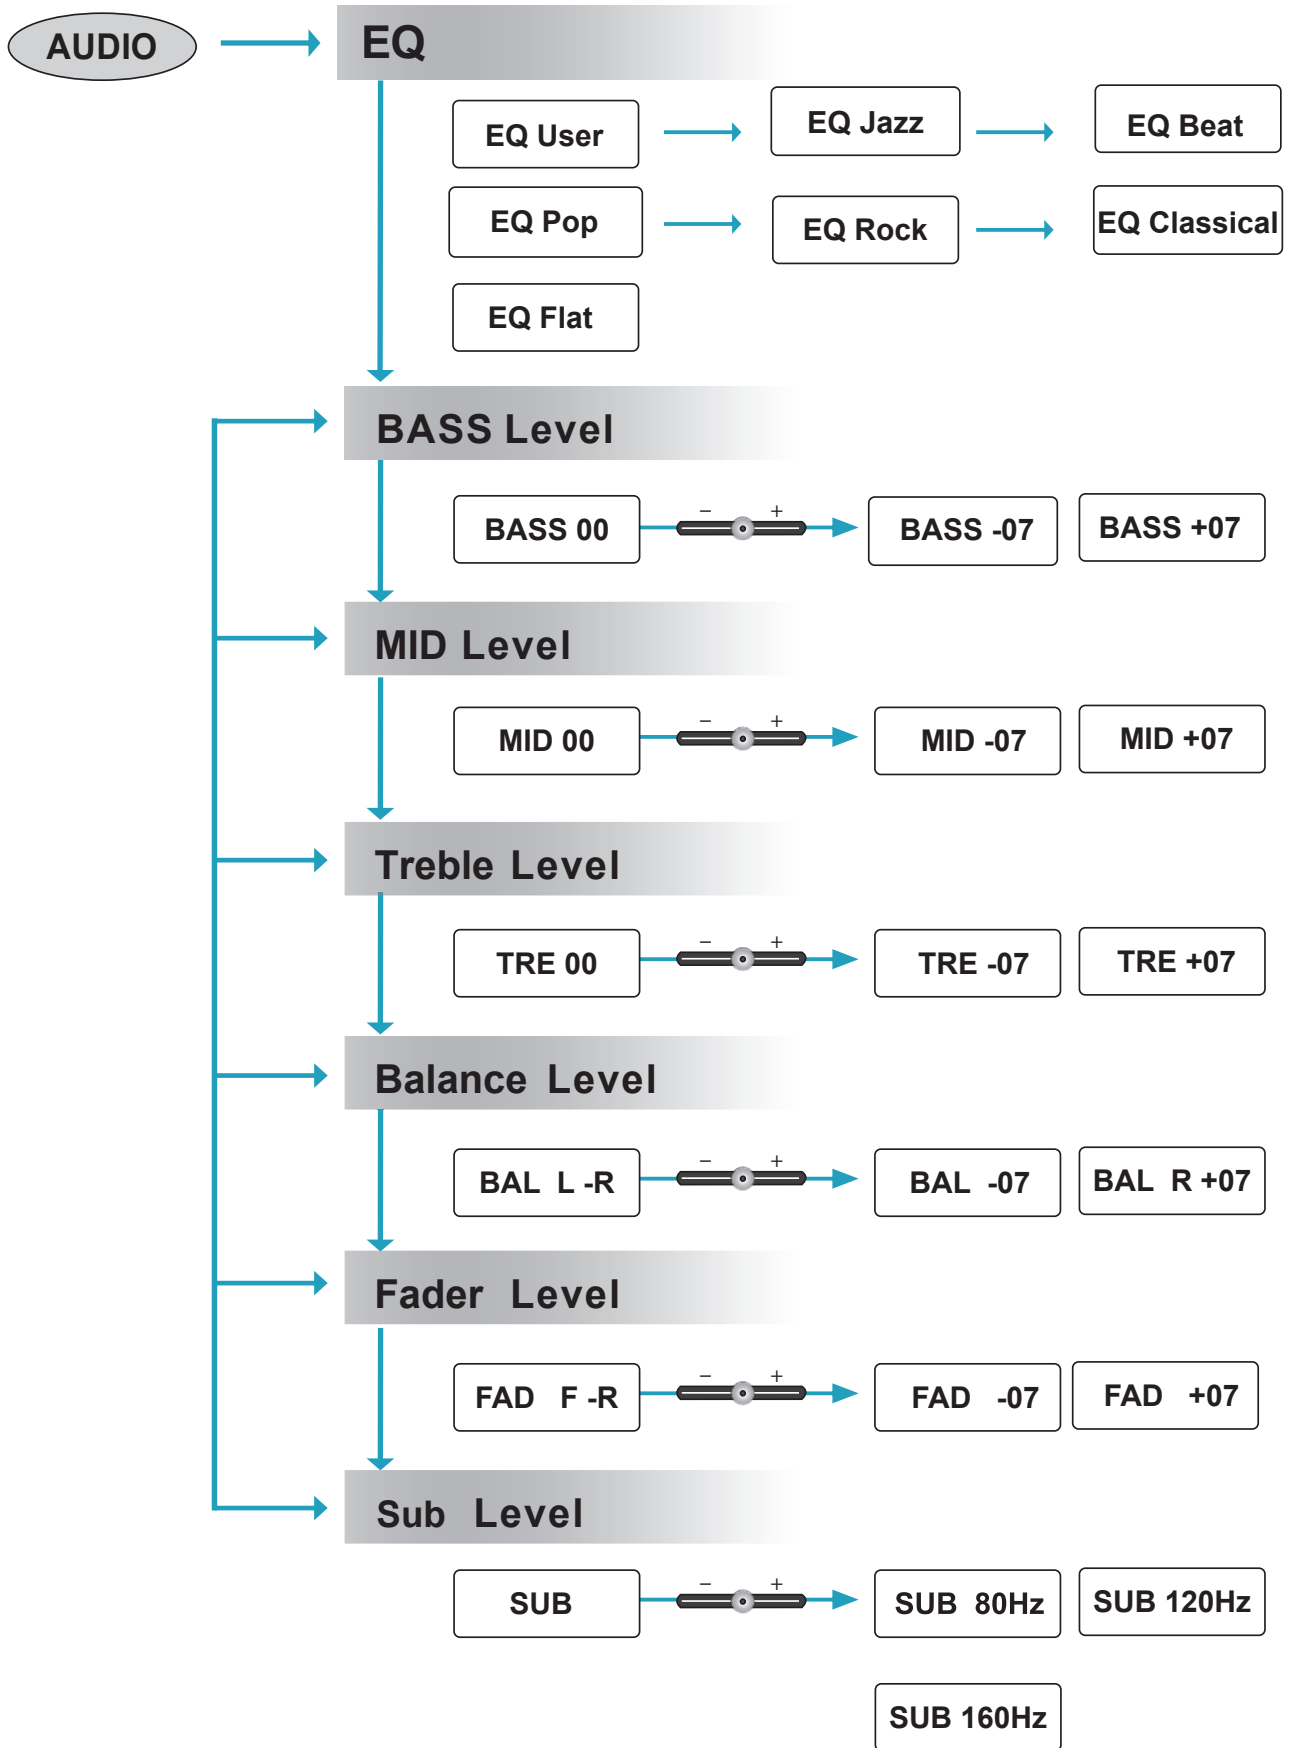 AUDIO EQ
EQ User EQ Jazz EQ Beat
EQ Pop EQ Rock EQ Classical
EQ Flat
BASS Level
BASS 00 − + BASS -07 BASS +07
MID Level
MID 00 − + MID -07 MID +07
Treble Level
TRE 00 − + TRE -07 TRE +07
Balance Level
BAL L -R − + BAL -07 BAL R +07
Fader Level
FAD F -R − + FAD -07 FAD +07
Sub Level
SUB − + SUB 80Hz SUB 120Hz
SUB 160Hz